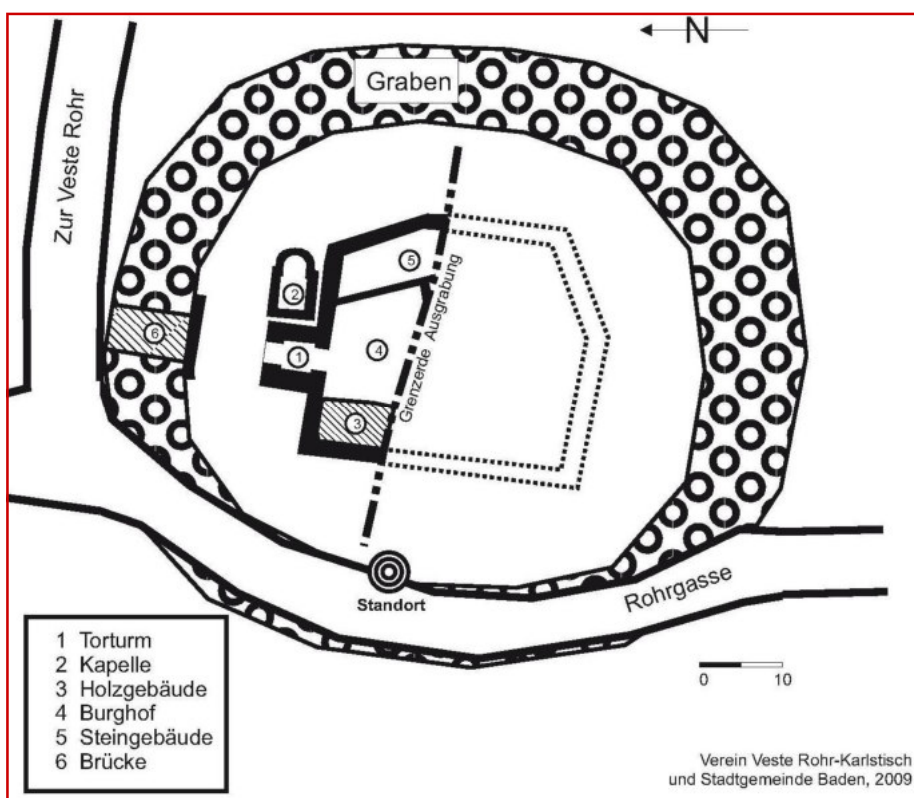 N
Graben
Zur Veste Rohr
5
2
6
1
4
Grenzerde Ausgrabung
3
Standort
Rohrgasse
1 Torturm
2 Kapelle
3 Holzgebäude
4 Burghof
5 Steingebäude
6 Brücke
0 10
Verein Veste Rohr-Karlstisch
und Stadtgemeinde Baden, 2009